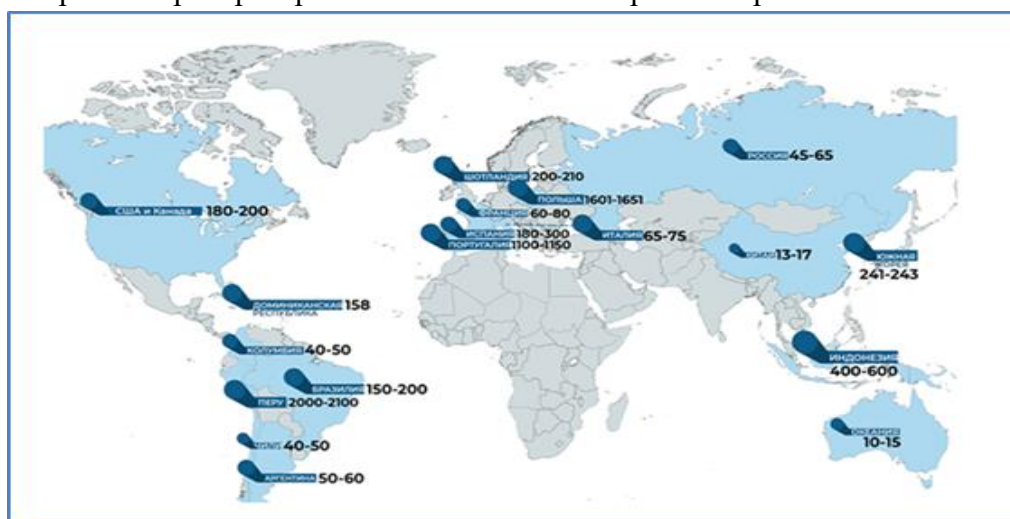 РОССИЯ 45-65
ШОТЛАНДИЯ 200-210
ПОЛЬША 1601-1651
США и Канада 180-200
ФРАНЦИЯ 60-80
ИСПАНИЯ 180-300
ИТАЛИЯ 65-75
ПОРТУГАЛИЯ 1100-1150
КИТАЙ 13-17
ЮЖНАЯ
КОРЕЯ
241-243
ДОМИНИКАНСКАЯ 158
РЕСПУБЛИКА
КОЛУМБИЯ 40-50
ИНДОНЕЗИЯ
400-600
БРАЗИЛИЯ 150-200
ПЕРУ 2000-2100
ОКЕАНИЯ
10-15
ЧИЛИ 40-50
АРГЕНТИНА 50-60